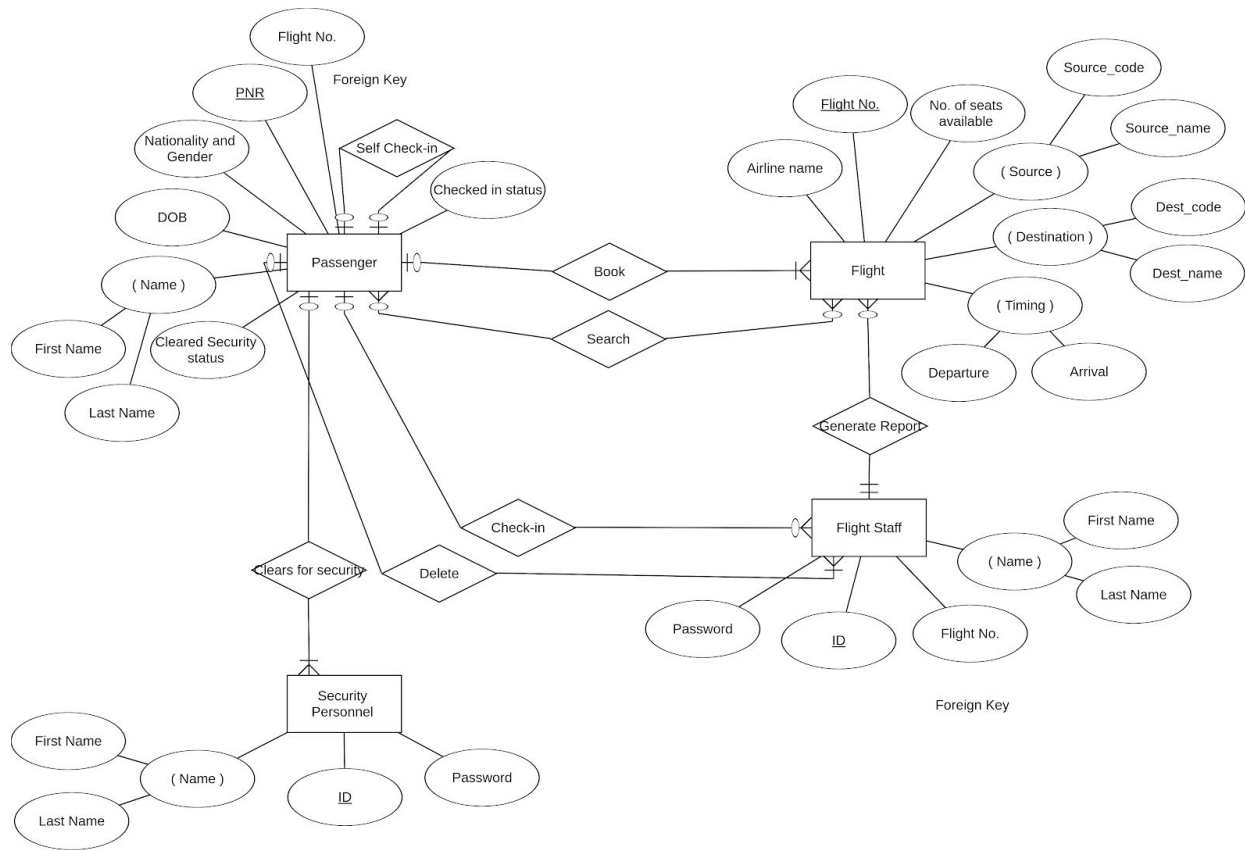 Flight No.
Foreign Key
PNR
Nationality and
Gender
Self Check-in
Checked in status
DOB
Passenger
( Name )
First Name
Cleared Security
status
Last Name
Book
Search
Source_code
Flight No.
No. of seats
available
Source_name
Airline name
( Source )
Dest_code
( Destination )
Flight
Dest_name
( Timing )
Departure
Arrival
Generate Report
Check-in
Flight Staff
First Name
( Name )
Last Name
Clears for security
Delete
Password
ID
Flight No.
Foreign Key
Security
Personnel
First Name
( Name )
Password
ID
Last Name